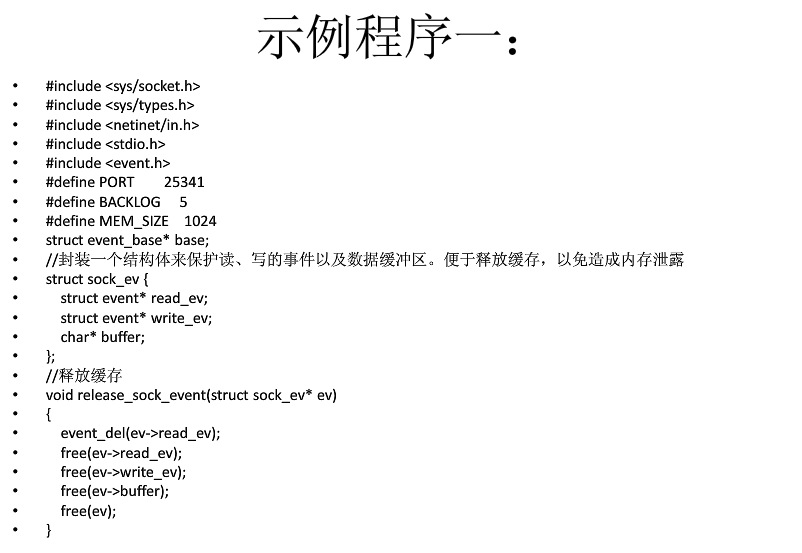 示例程序一：
• #include <sys/socket.h>
• #include <sys/types.h>
• #include <netinet/in.h>
• #include <stdio.h>
• #include <event.h>
• #define PORT 25341
• #define BACKLOG 5
• #define MEM_SIZE 1024
• struct event_base* base;
• //封装一个结构体来保护读、写的事件以及数据缓冲区。便于释放缓存，以免造成内存泄露
• struct sock_ev {
• struct event* read_ev;
• struct event* write_ev;
• char* buffer;
• };
• //释放缓存
• void release_sock_event(struct sock_ev* ev)
• {
• event_del(ev->read_ev);
• free(ev->read_ev);
• free(ev->write_ev);
• free(ev->buffer);
• free(ev);
• }